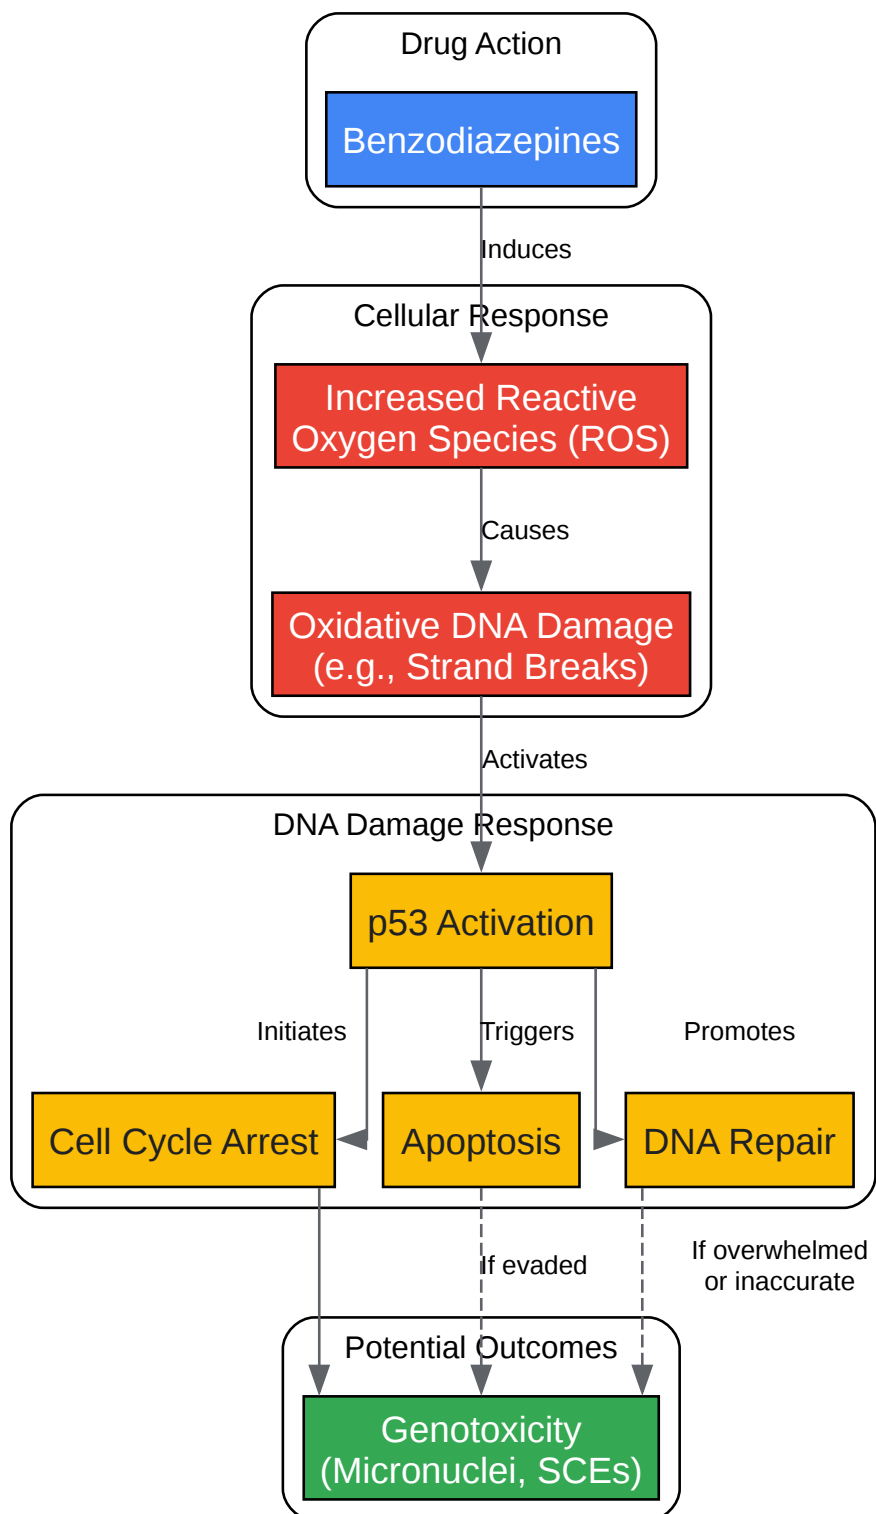 Drug Action
Benzodiazepines
Induces
Cellular Response
Increased Reactive
Oxygen Species (ROS)
Causes
Oxidative DNA Damage
(e.g., Strand Breaks)
Activates
DNA Damage Response
p53 Activation
Initiates
Triggers
Promotes
Cell Cycle Arrest
Apoptosis
DNA Repair
If evaded
If overwhelmed
or inaccurate
Potential Outcomes
Genotoxicity
(Micronuclei, SCEs)